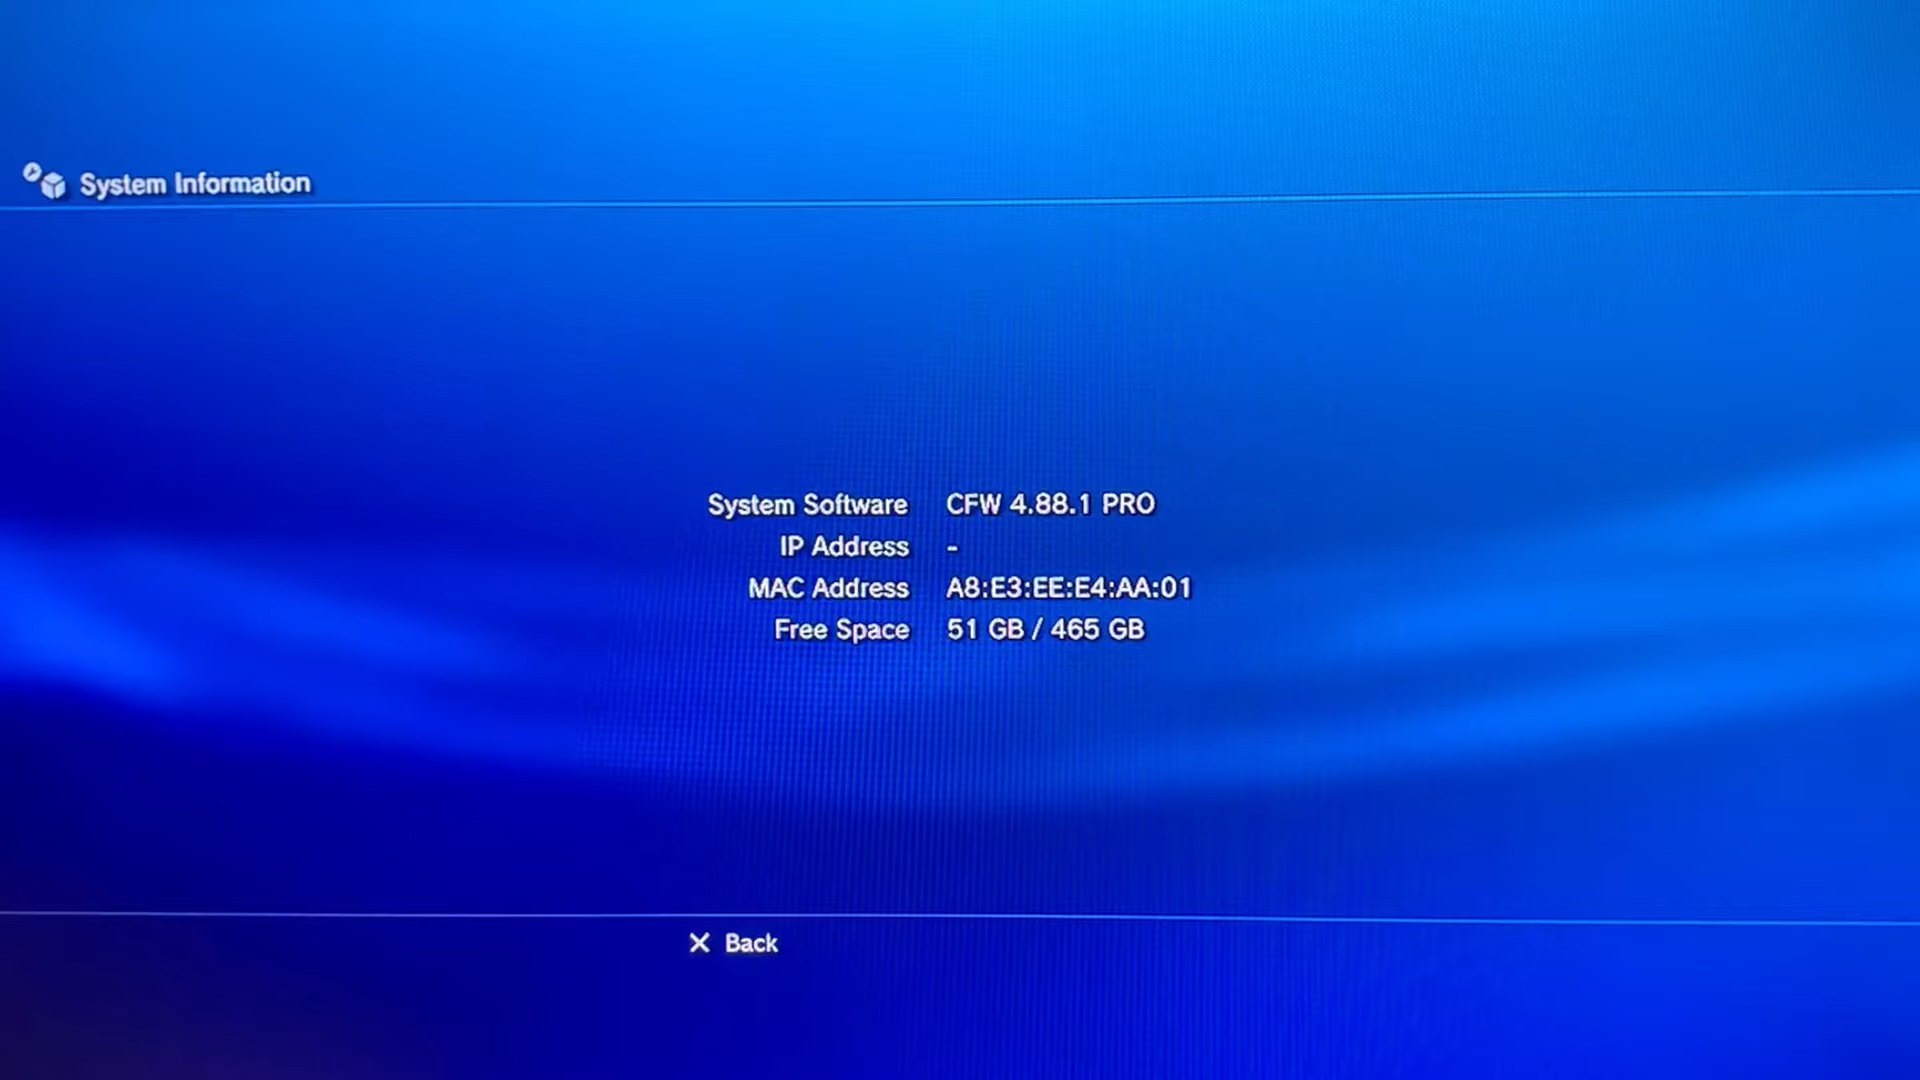 System Information
System Software CFW 4.88.1 PRO
IP Address -
MAC Address A8:E3:EE:E4:AA:01
Free Space 51 GB / 465 GB
Back